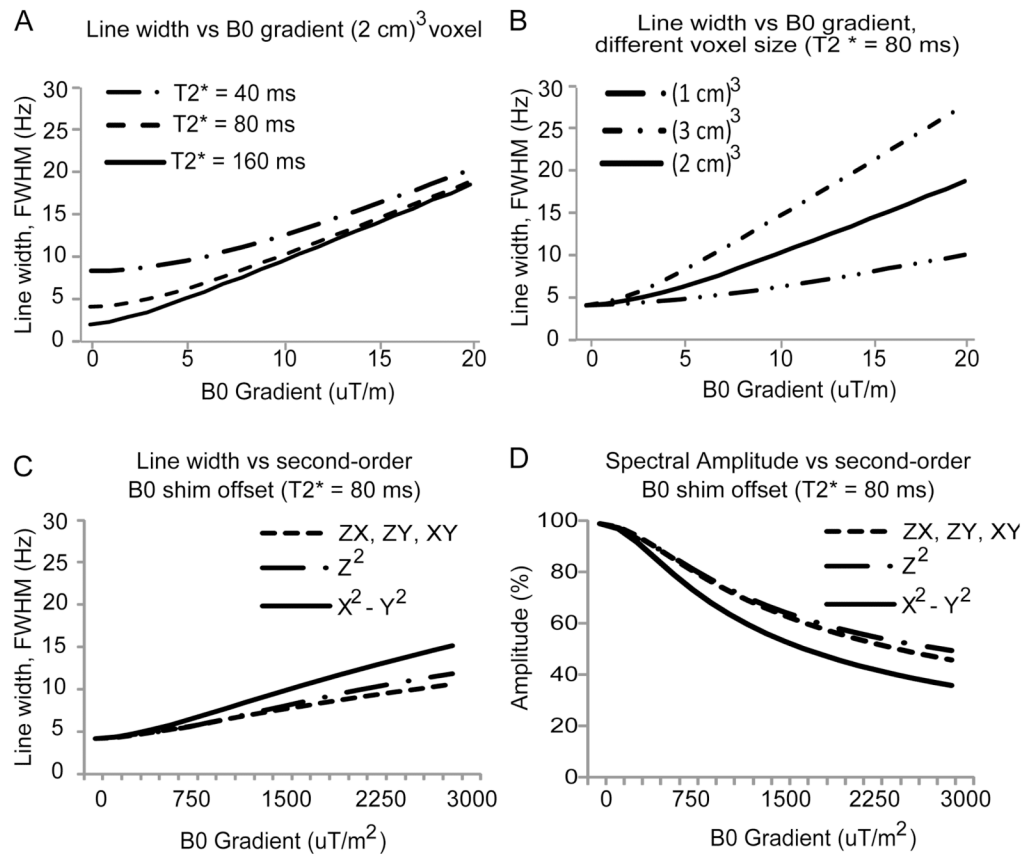 A
Line width vs B0 gradient (2 cm)³ voxel
Line width, FWHM (Hz)
30
25
20
15
10
5
0
T2* = 40 ms
T2* = 80 ms
T2* = 160 ms
0 5 10 15 20
B0 Gradient (uT/m)
B
Line width vs B0 gradient,
different voxel size (T2 * = 80 ms)
Line width, FWHM (Hz)
30
25
20
15
10
5
0
(1 cm)³
(3 cm)³
(2 cm)³
0 5 10 15 20
B0 Gradient (uT/m)
C
Line width vs second-order
B0 shim offset (T2* = 80 ms)
Line width, FWHM (Hz)
30
25
20
15
10
5
0
ZX, ZY, XY
Z²
X² - Y²
0 750 1500 2250 3000
B0 Gradient (uT/m²)
D
Spectral Amplitude vs second-order
B0 shim offset (T2* = 80 ms)
Amplitude (%)
100
80
60
40
20
0
ZX, ZY, XY
Z²
X² - Y²
0 750 1500 2250 3000
B0 Gradient (uT/m²)